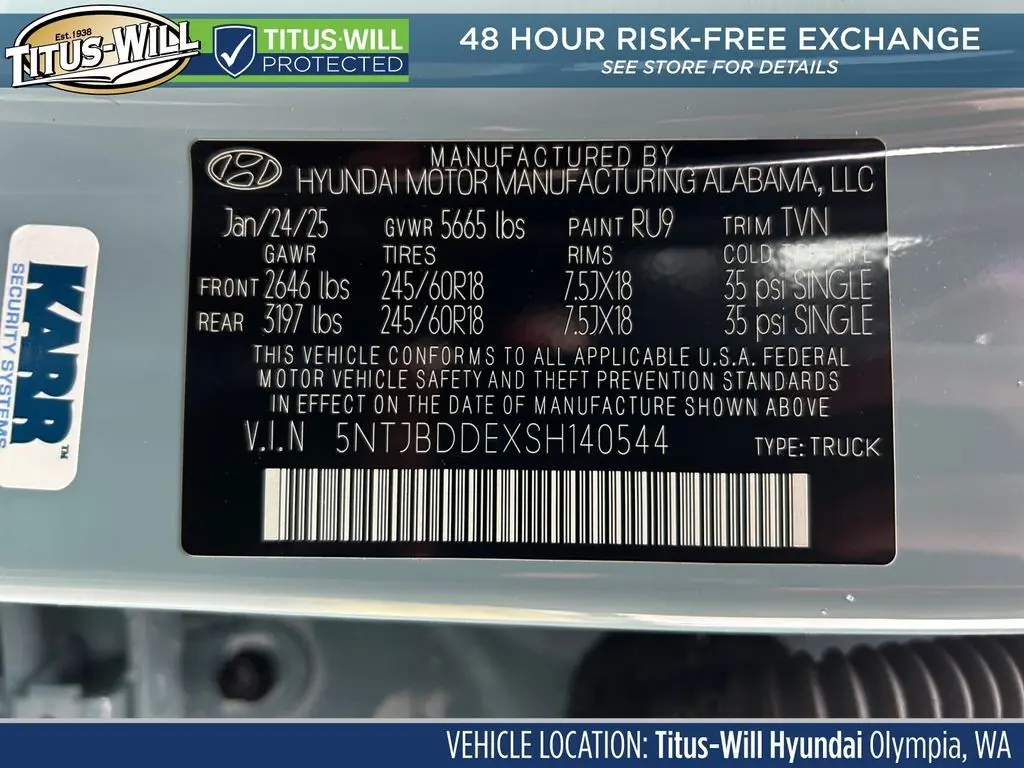 Est. 1938
TITUS-WILL
TITUS-WILL
PROTECTED
48 HOUR RISK-FREE EXCHANGE
SEE STORE FOR DETAILS
MANUFACTURED BY
HYUNDAI MOTOR MANUFACTURING ALABAMA, LLC
Jan/24/25 GVWR 5665 lbs PAINT RU9 TRIM TVN
GAWR TIRES RIMS COLD
FRONT 2646 lbs 245/60R18 7.5JX18 35 psi SINGLE
REAR 3197 lbs 245/60R18 7.5JX18 35 psi SINGLE
THIS VEHICLE CONFORMS TO ALL APPLICABLE U.S.A. FEDERAL
MOTOR VEHICLE SAFETY AND THEFT PREVENTION STANDARDS
IN EFFECT ON THE DATE OF MANUFACTURE SHOWN ABOVE
V.I.N 5NTJBDDEXSH140544 TYPE: TRUCK
KARR™
SECURITY SYSTEMS
VEHICLE LOCATION: Titus-Will Hyundai Olympia, WA